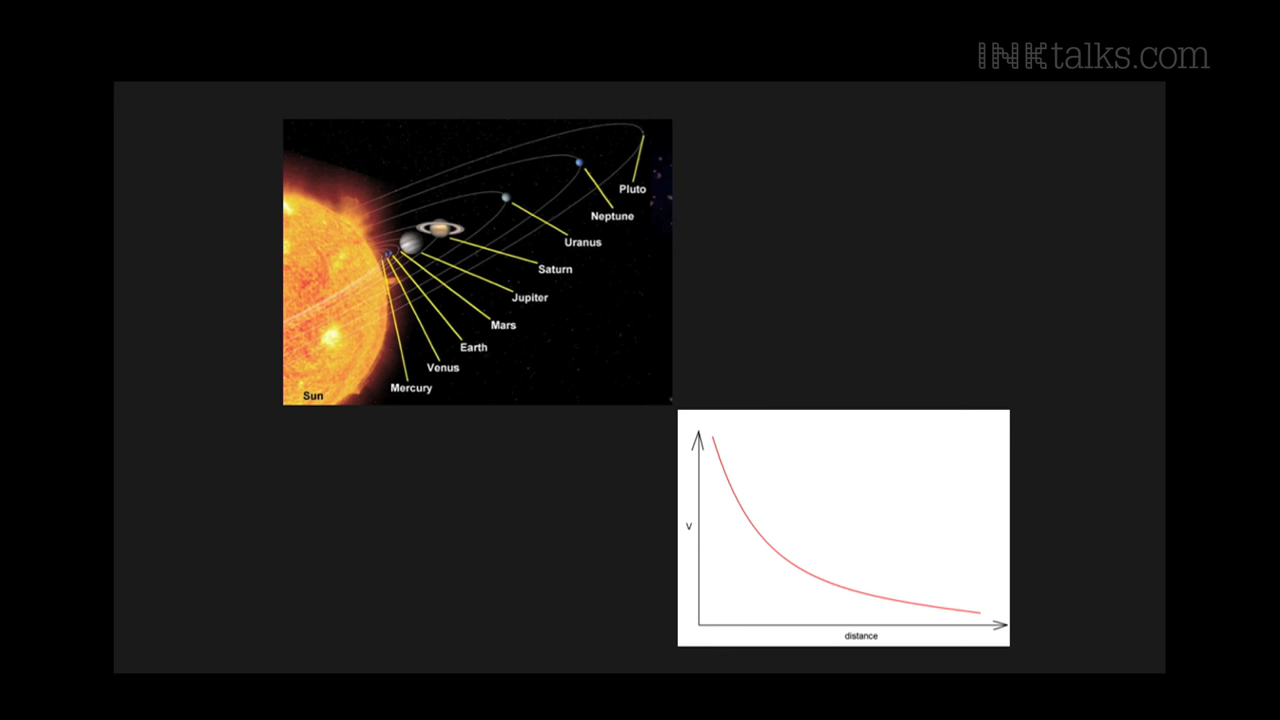 INKtalks.com
Pluto
Neptune
Uranus
Saturn
Jupiter
Mars
Earth
Venus
Mercury
Sun
v
distance